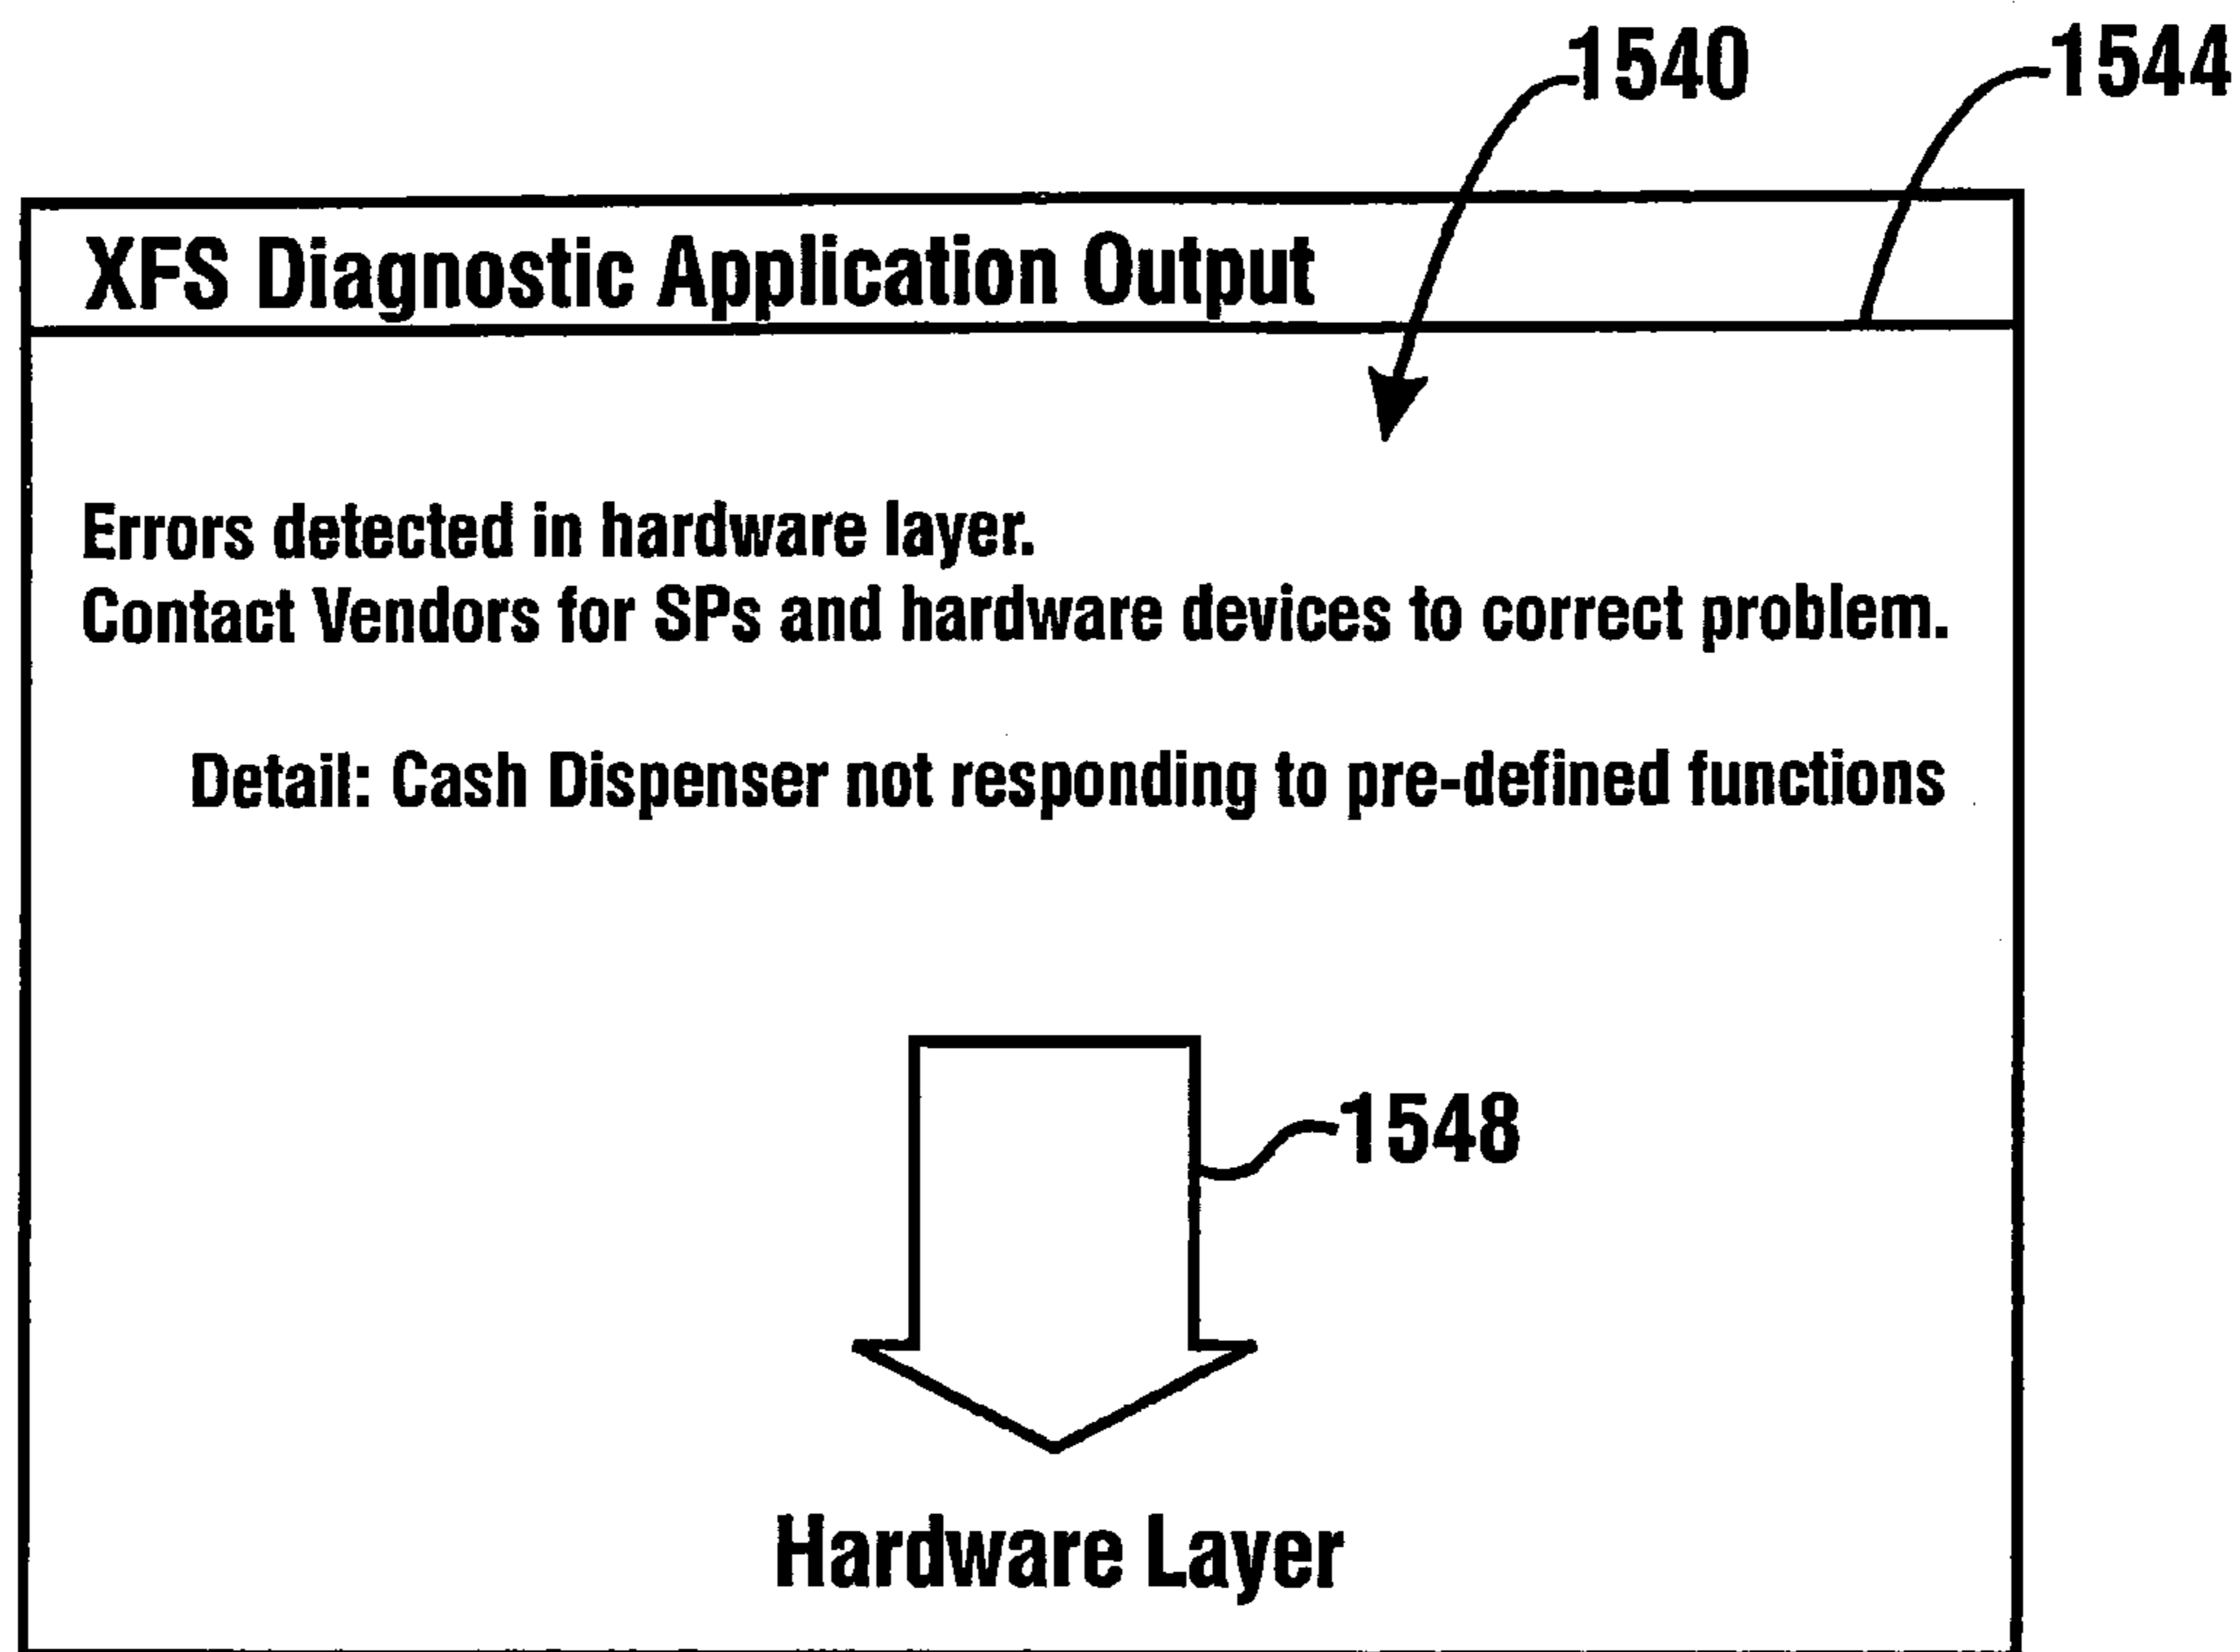 1540
1544
XFS Diagnostic Application Output
Errors detected in hardware layer.
Contact Vendors for SPs and hardware devices to correct problem.
Detail: Cash Dispenser not responding to pre-defined functions
1548
Hardware Layer